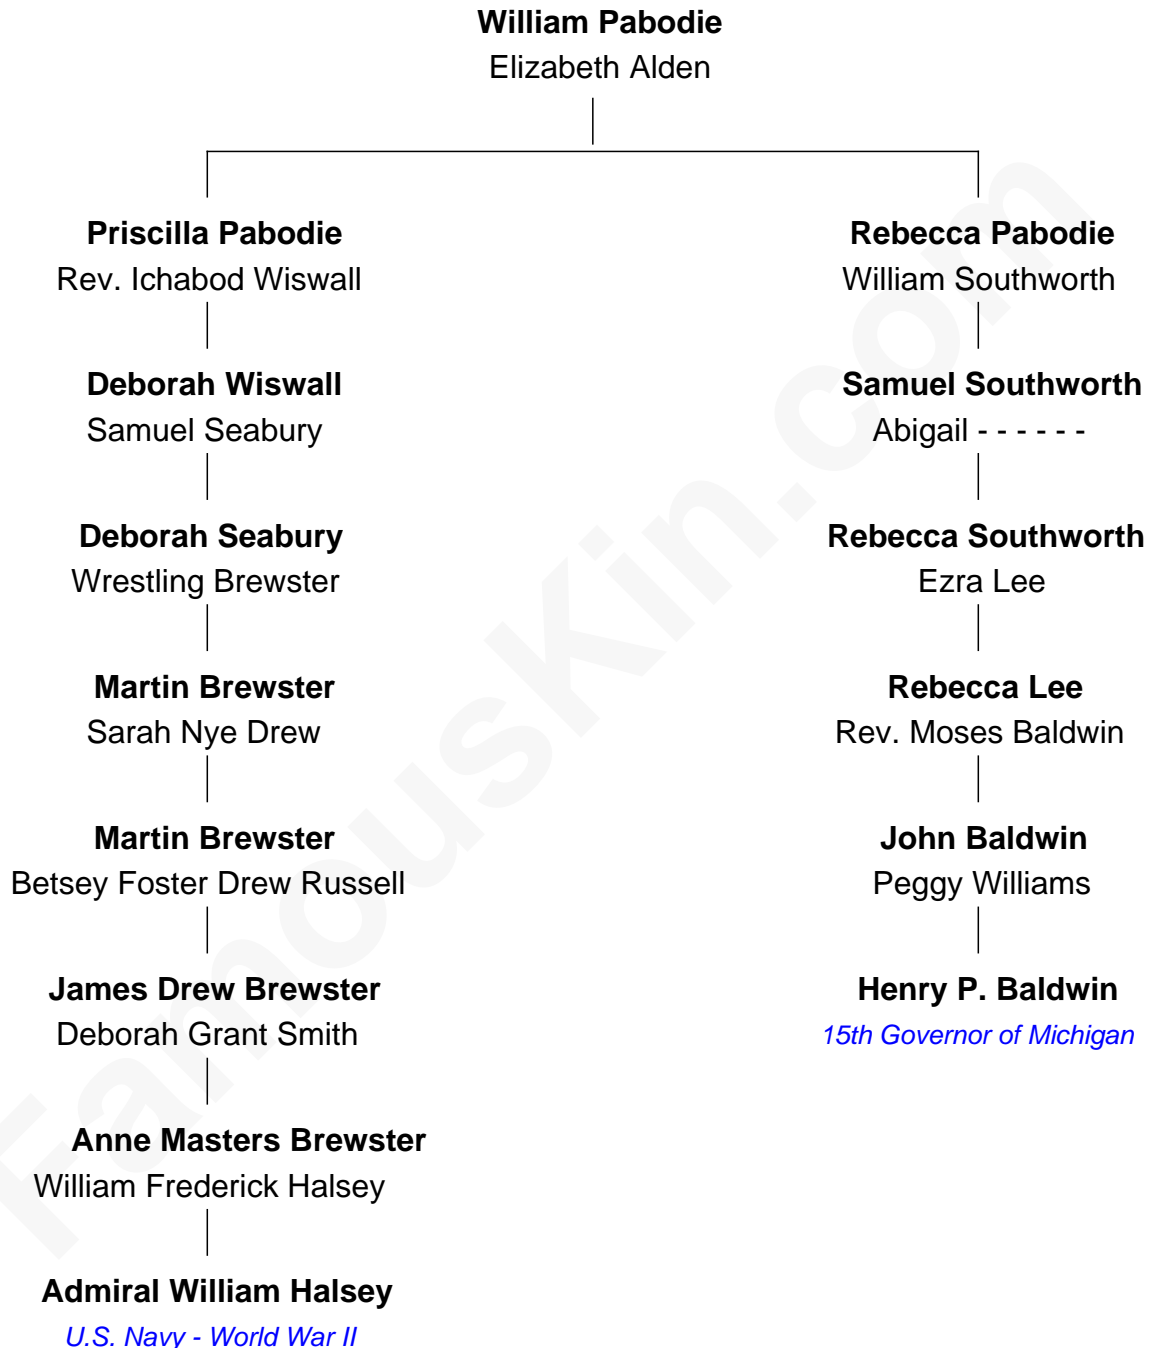 William Pabodie
Elizabeth Alden
Priscilla Pabodie
Rev. Ichabod Wiswall
Rebecca Pabodie
William Southworth
Deborah Wiswall
Samuel Seabury
Samuel Southworth
Abigail - - - - - -
Deborah Seabury
Wrestling Brewster
Rebecca Southworth
Ezra Lee
Martin Brewster
Sarah Nye Drew
Rebecca Lee
Rev. Moses Baldwin
Martin Brewster
Betsey Foster Drew Russell
John Baldwin
Peggy Williams
James Drew Brewster
Deborah Grant Smith
Henry P. Baldwin
15th Governor of Michigan
Anne Masters Brewster
William Frederick Halsey
Admiral William Halsey
U.S. Navy - World War II
FamousKin.com